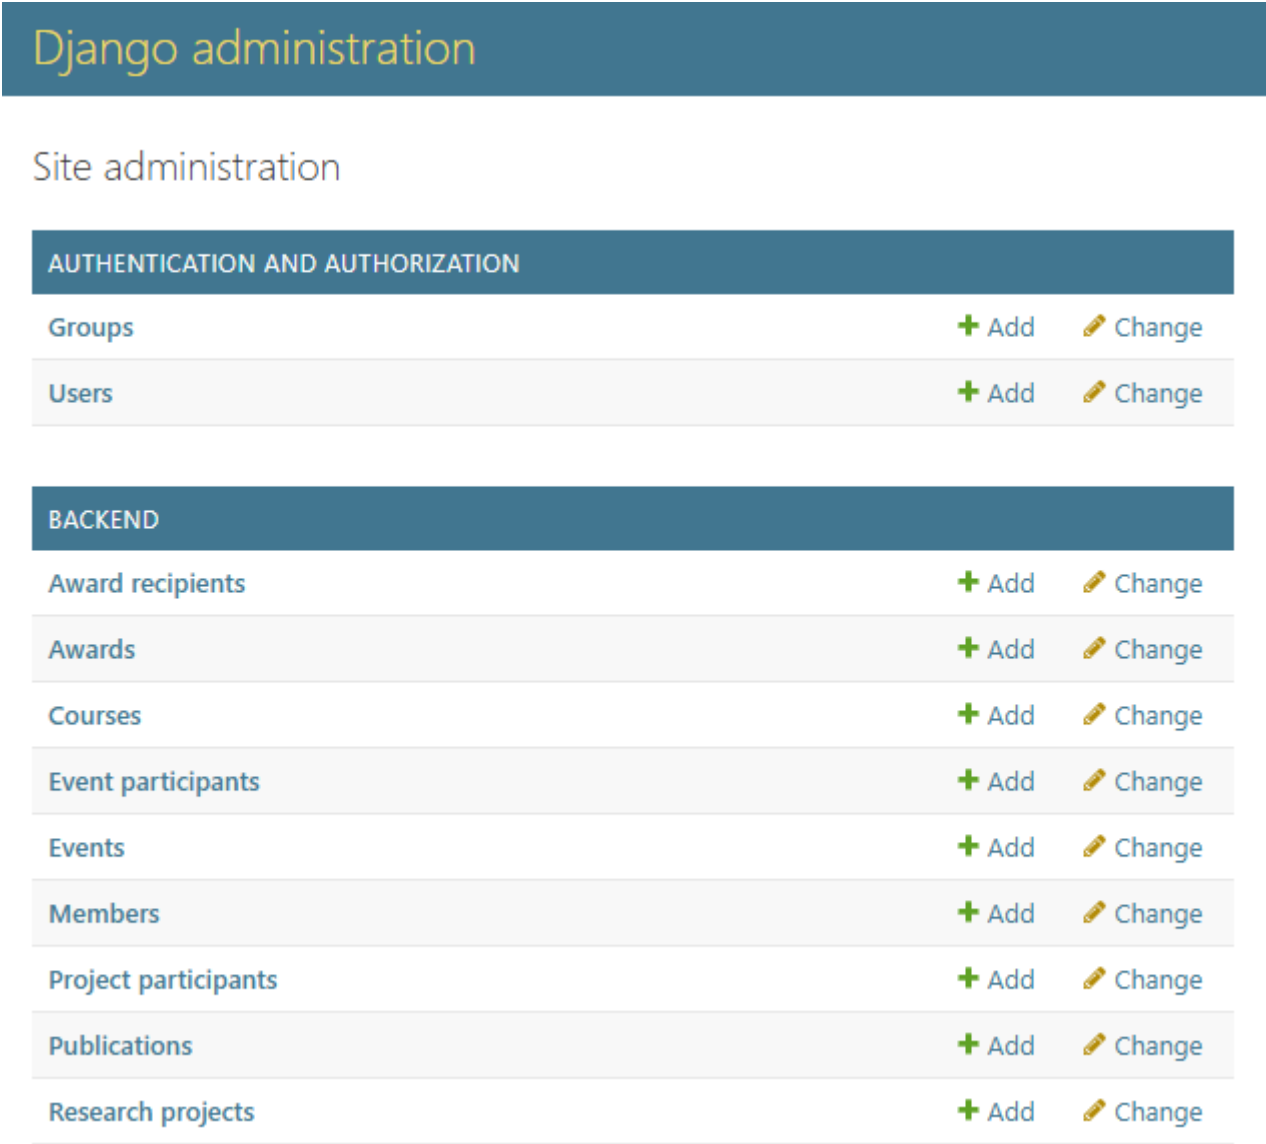 Django administration
Site administration
AUTHENTICATION AND AUTHORIZATION
Groups Add Change
Users Add Change
BACKEND
Award recipients Add Change
Awards Add Change
Courses Add Change
Event participants Add Change
Events Add Change
Members Add Change
Project participants Add Change
Publications Add Change
Research projects Add Change